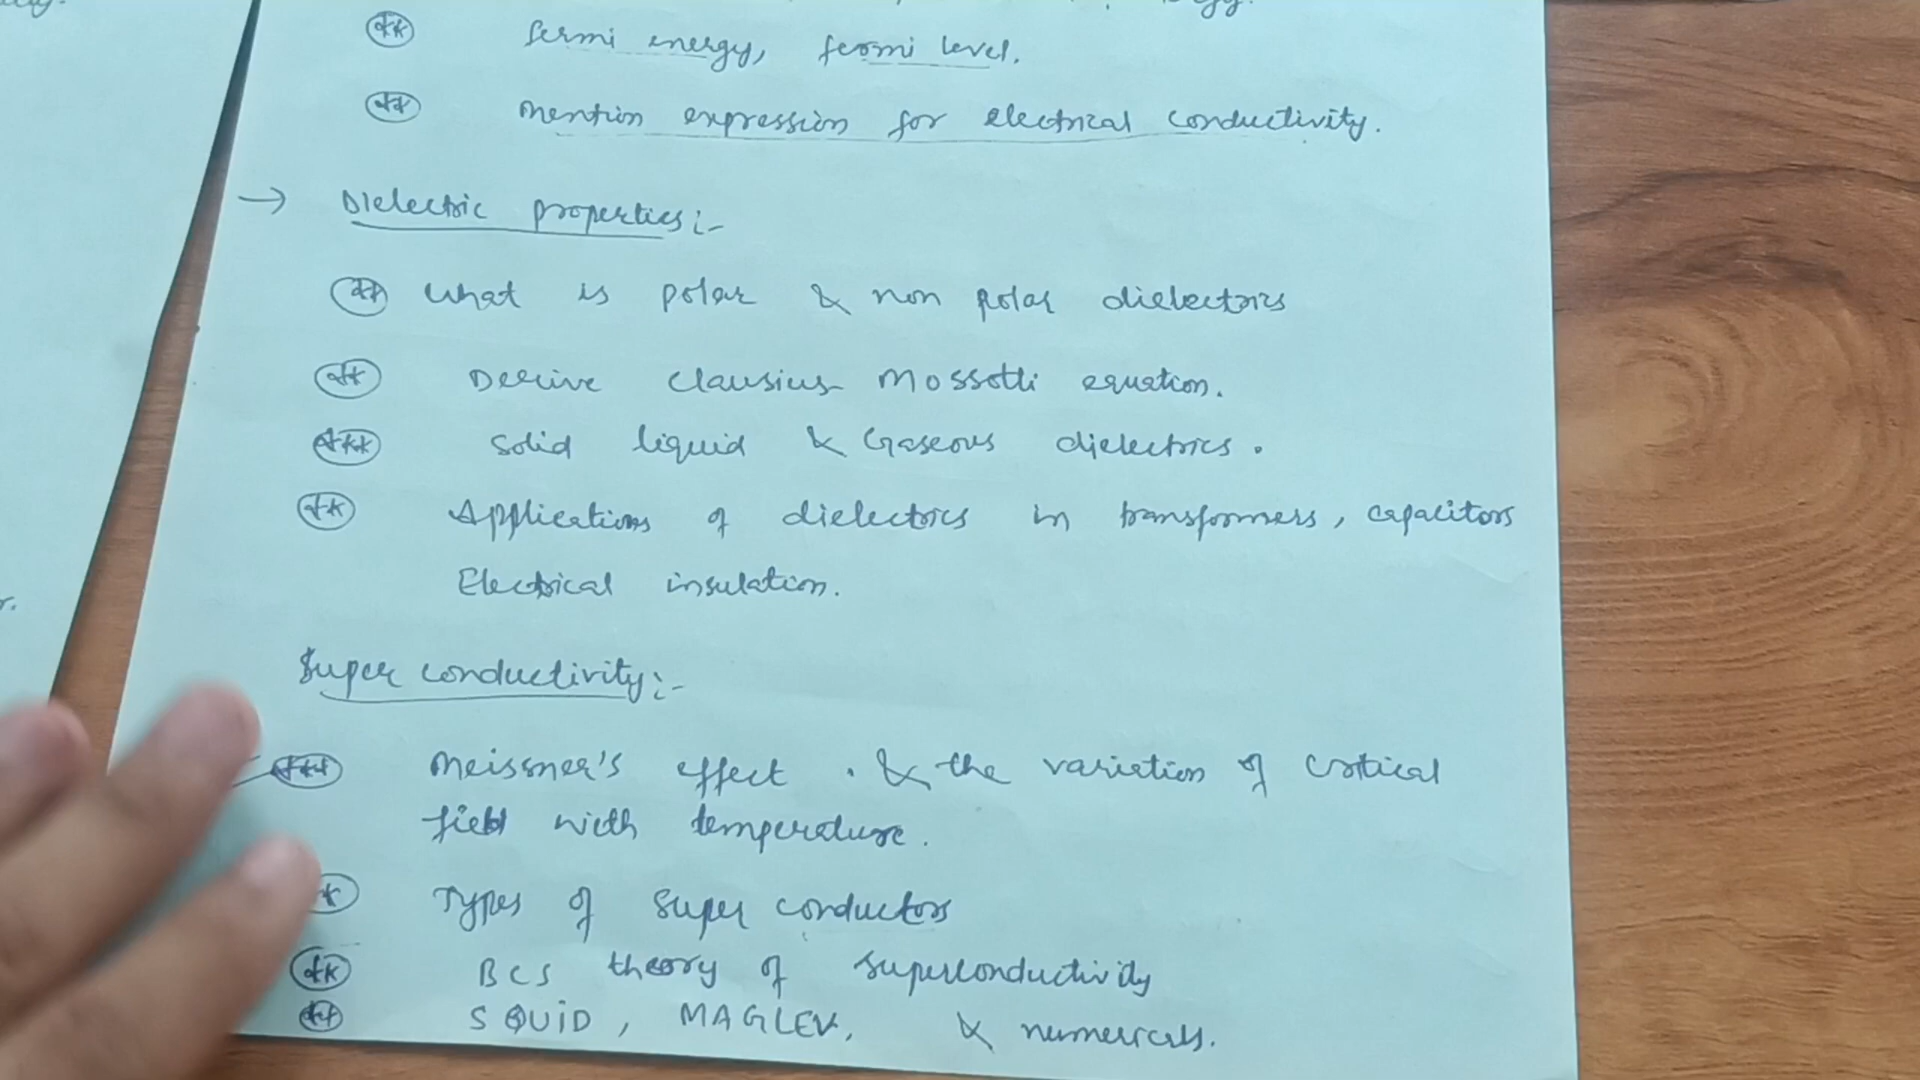 ** fermi energy, fermi level.
** mention expression for electrical conductivity.
→ Dielectric properties :-
** what is polar & non polar dielectrics
** Derive Clausius Mossotti equation.
*** solid liquid & Gaseous dielectrics.
** Applications of dielectrics in transformers, capacitors
Electrical insulation.
Super conductivity :-
*** meissner's effect . & the variation of critical
field with temperature.
* Types of super conductors
** BCS theory of superconductivity
** SQUID, MAGLEV, & numericals.